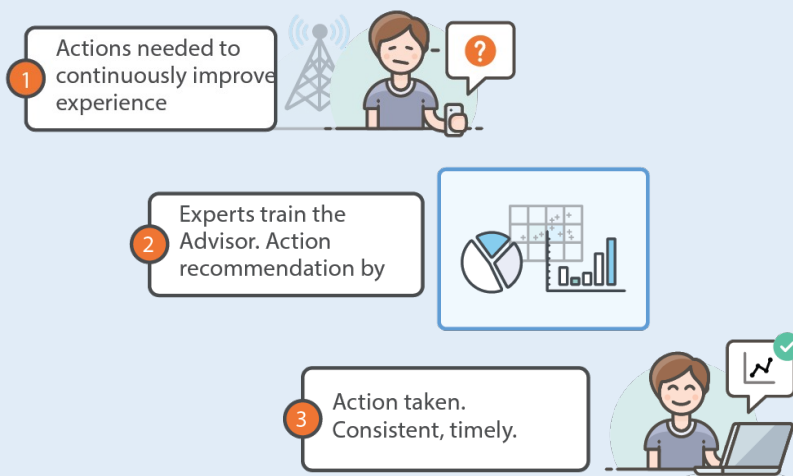 1
Actions needed to
continuously improve
experience
?
2
Experts train the
Advisor. Action
recommendation by
3
Action taken.
Consistent, timely.